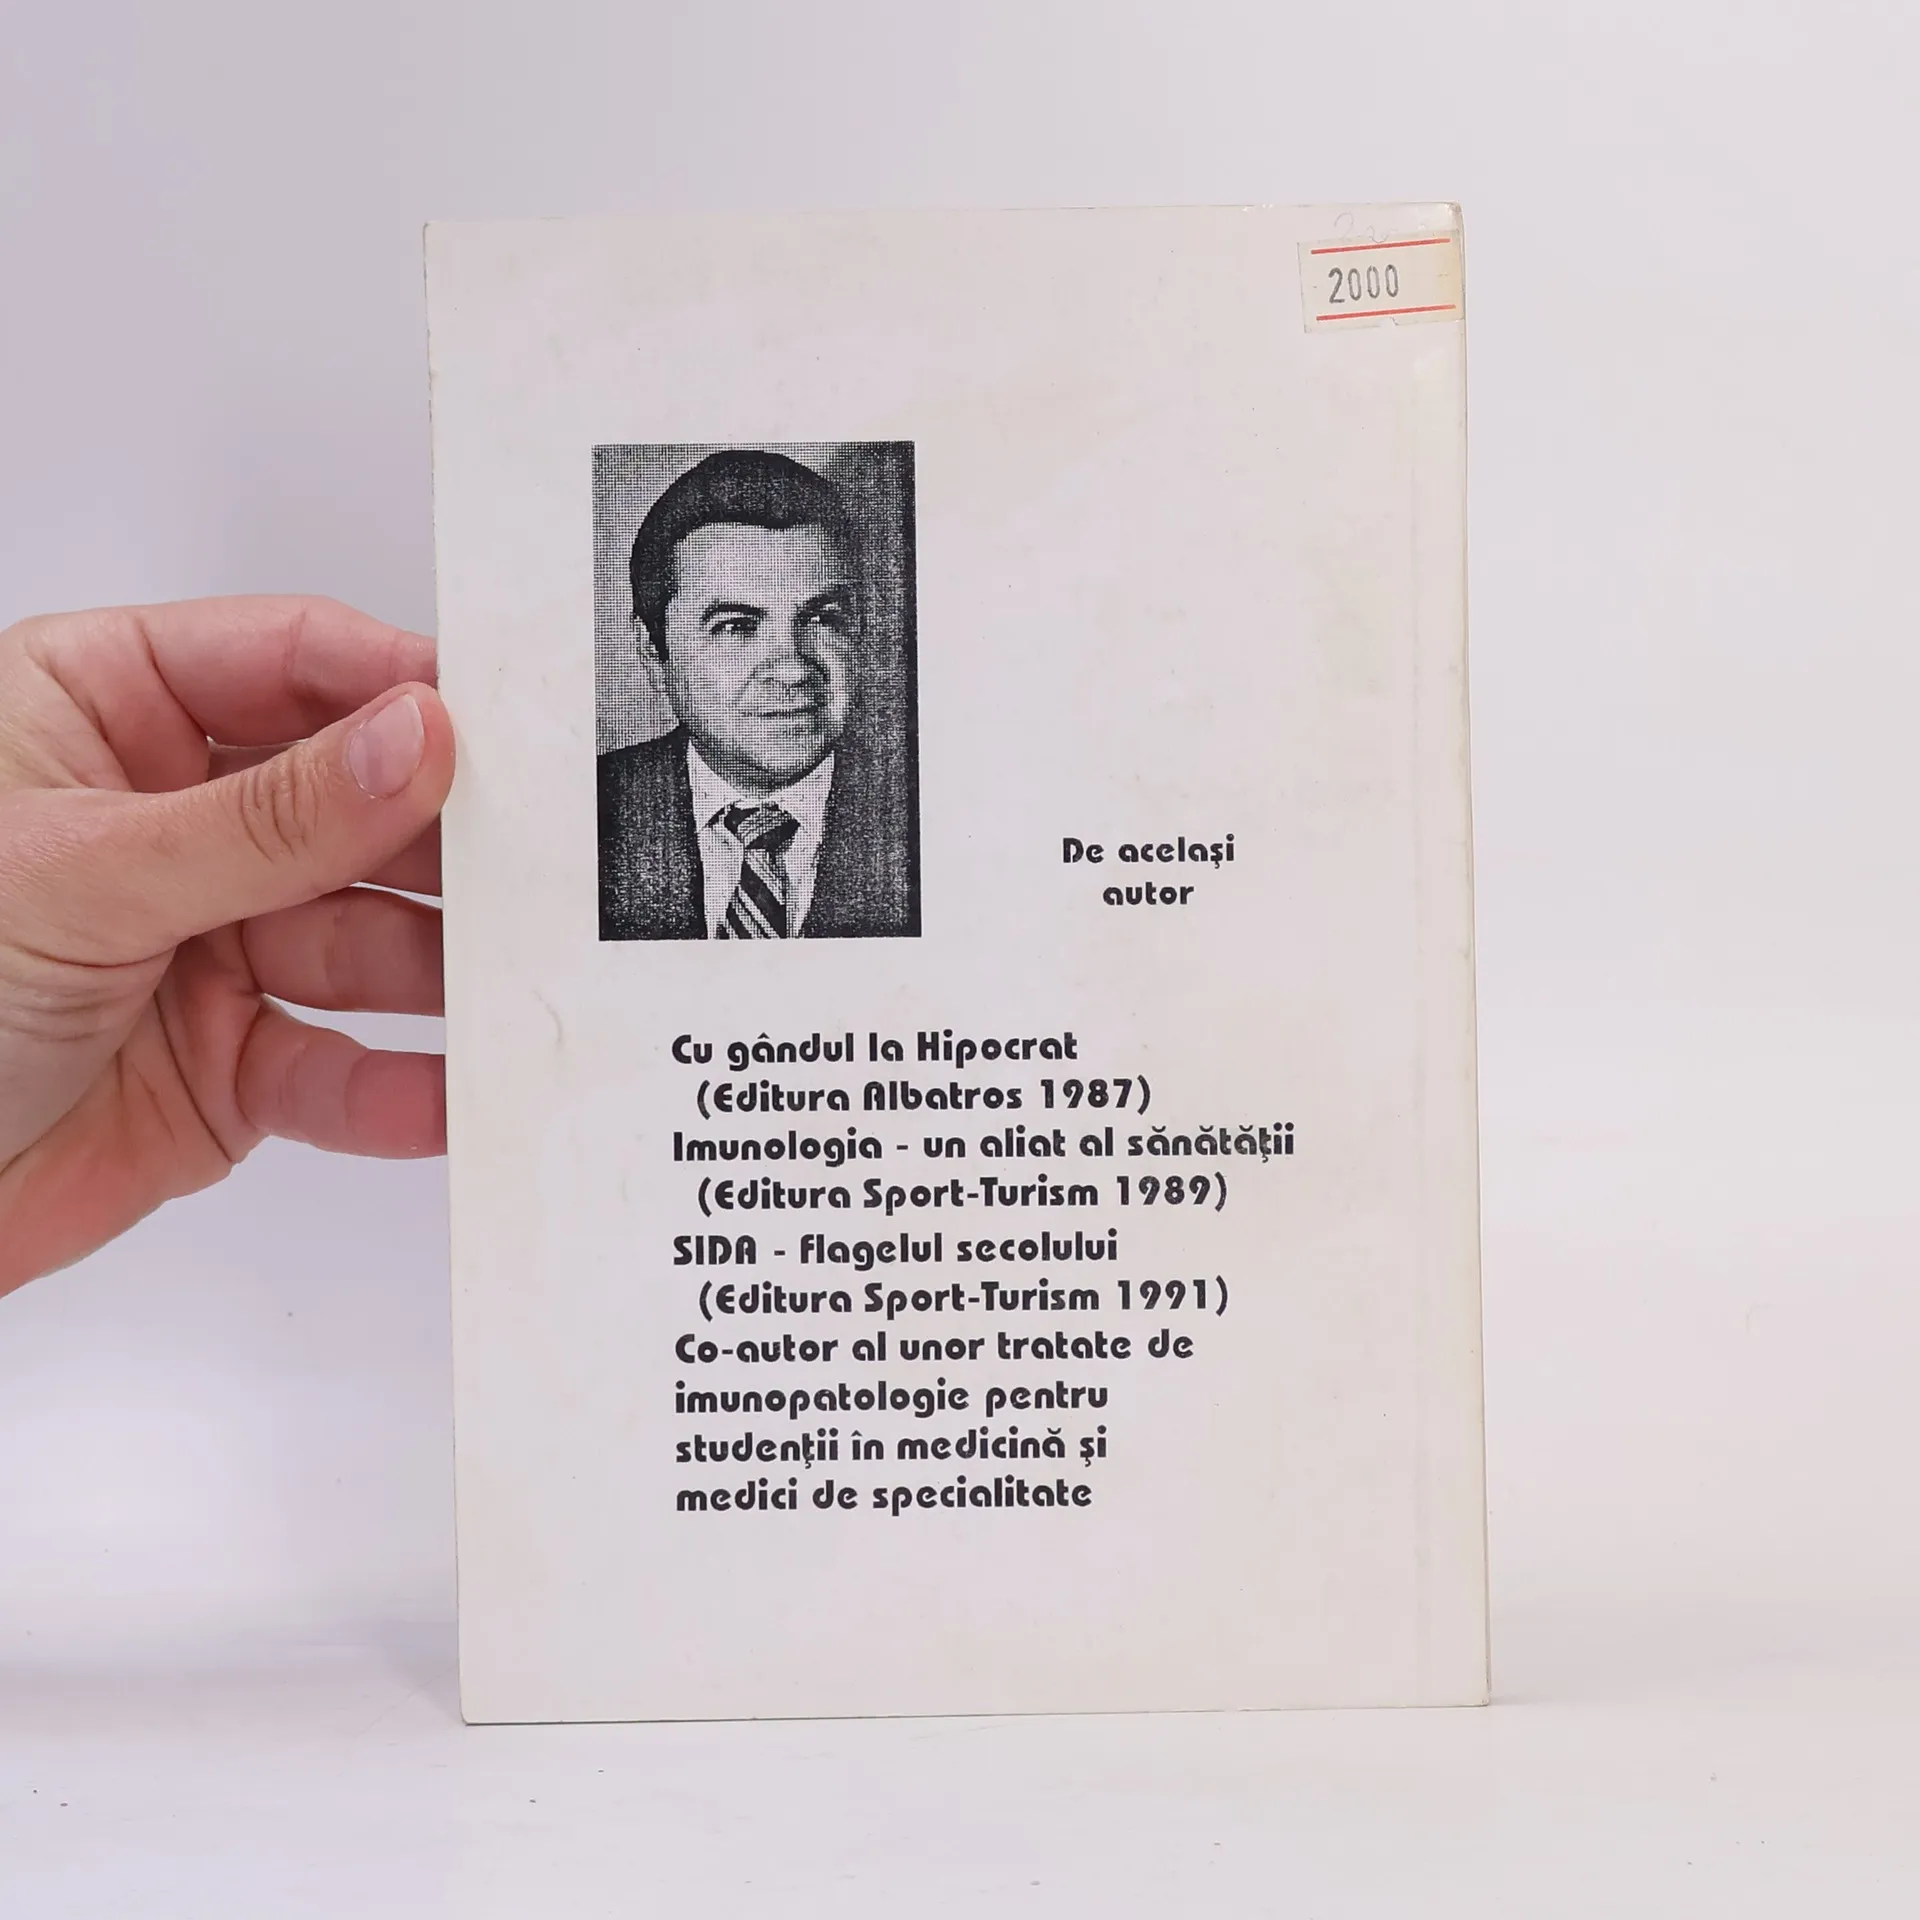 2000
De același
autor
Cu gândul la Hipocrat
(Editura Albatros 1987)
Imunologia - un aliat al sănătăţii
(Editura Sport-Turism 1989)
SIDA - flagelul secolului
(Editura Sport-Turism 1991)
Co-autor al unor tratate de
imunopatologie pentru
studenţii în medicină şi
medici de specialitate